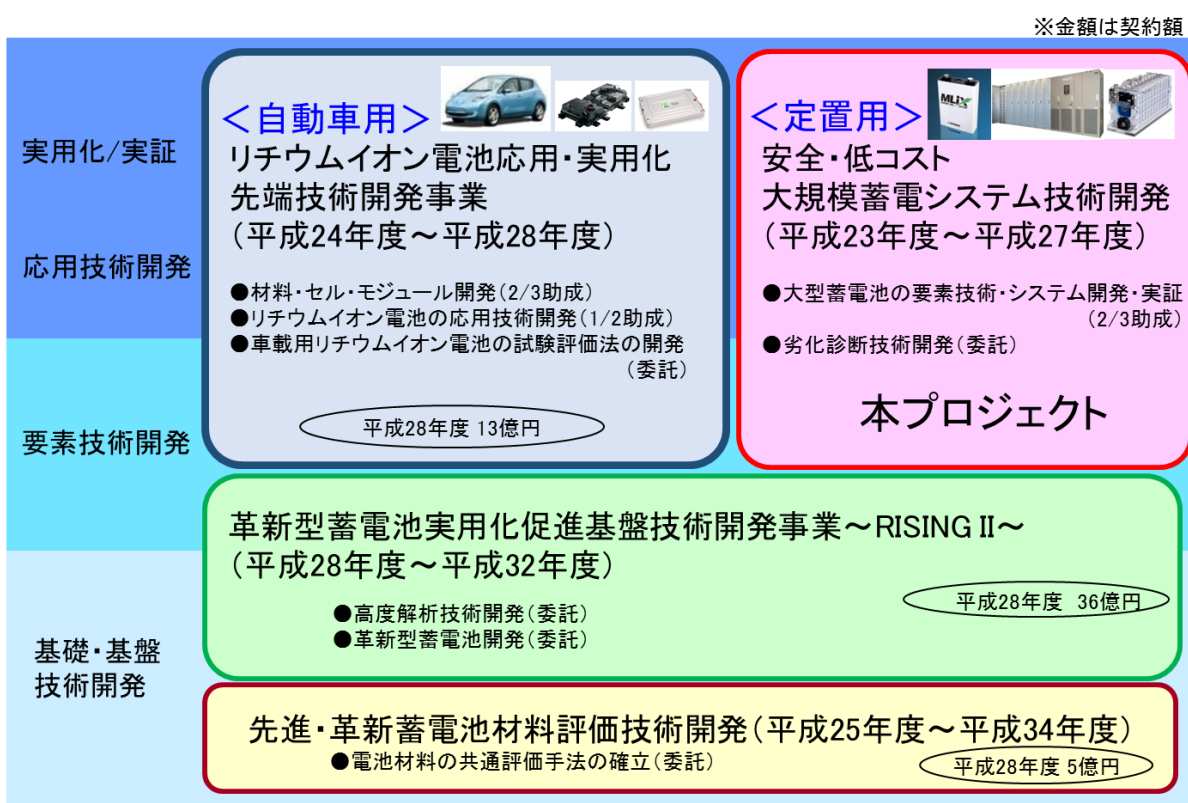 ※金額は契約額
実用化/実証
応用技術開発
要素技術開発
基礎・基盤
技術開発
＜自動車用＞
リチウムイオン電池応用・実用化
先端技術開発事業
（平成24年度～平成28年度）
●材料・セル・モジュール開発（2/3助成）
●リチウムイオン電池の応用技術開発（1/2助成）
●車載用リチウムイオン電池の試験評価法の開発
（委託）
平成28年度 13億円
＜定置用＞
MLiX
安全・低コスト
大規模蓄電システム技術開発
（平成23年度～平成27年度）
●大型蓄電池の要素技術・システム開発・実証
（2/3助成）
●劣化診断技術開発（委託）
本プロジェクト
革新型蓄電池実用化促進基盤技術開発事業～RISING II～
（平成28年度～平成32年度）
●高度解析技術開発（委託）
●革新型蓄電池開発（委託）
平成28年度 36億円
先進・革新蓄電池材料評価技術開発（平成25年度～平成34年度）
●電池材料の共通評価手法の確立（委託）
平成28年度 5億円